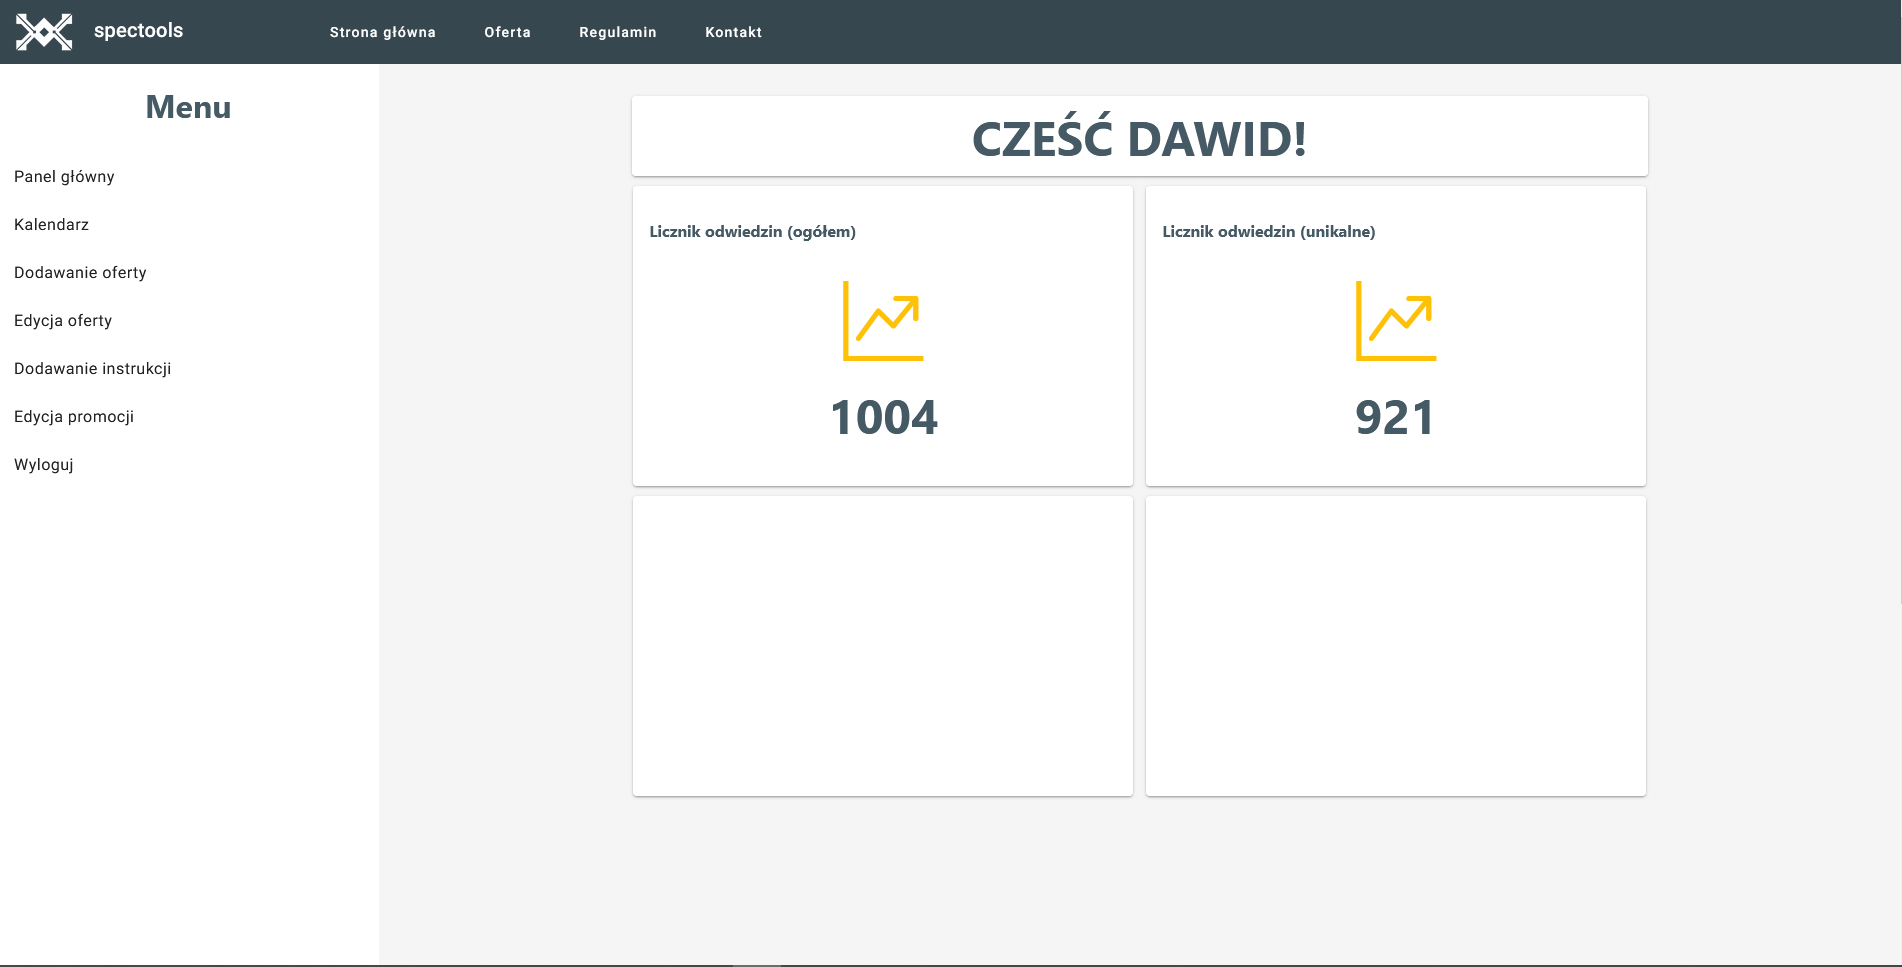 spectools
Strona główna
Oferta
Regulamin
Kontakt
Menu
Panel główny
Kalendarz
Dodawanie oferty
Edycja oferty
Dodawanie instrukcji
Edycja promocji
Wyloguj
CZEŚĆ DAWID!
Licznik odwiedzin (ogółem)
1004
Licznik odwiedzin (unikalne)
921